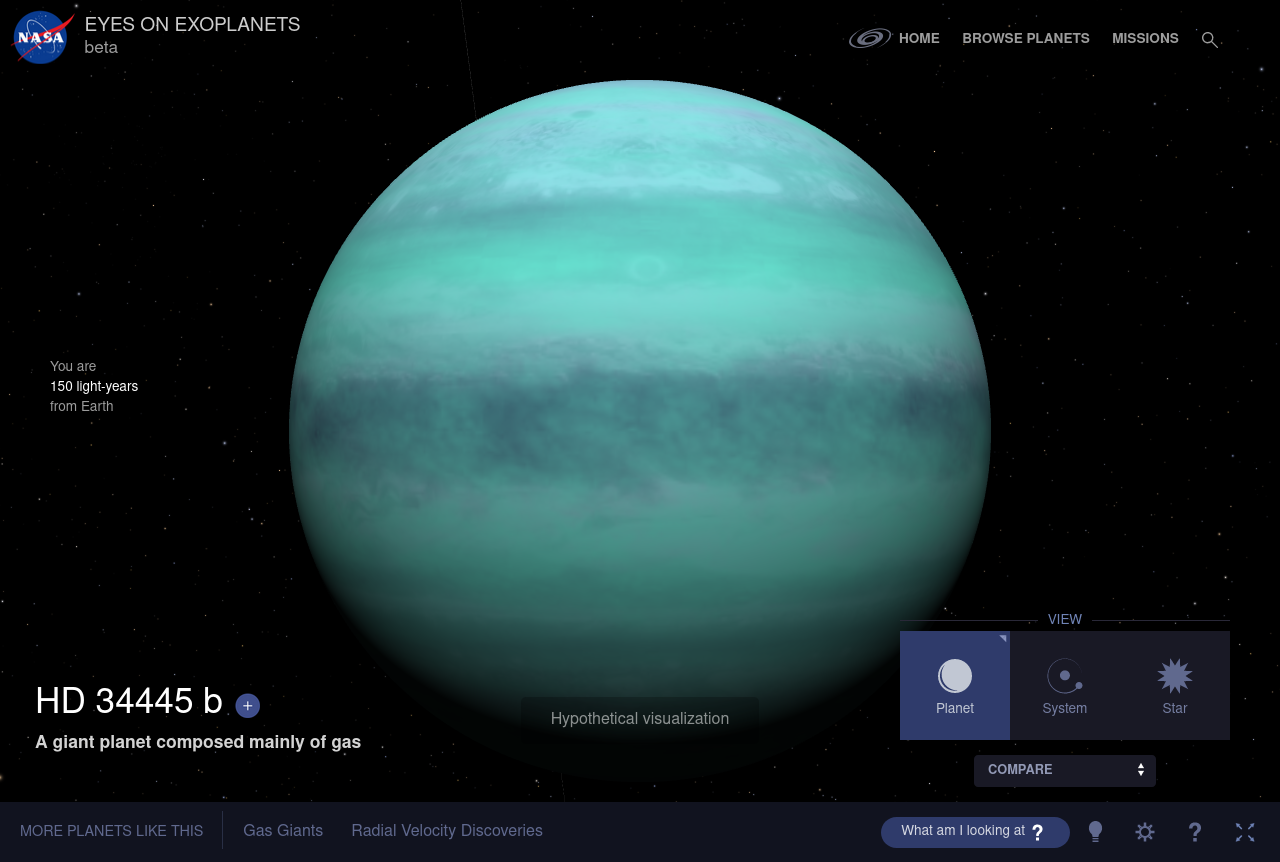 NASA
EYES ON EXOPLANETS
beta
HOME
BROWSE PLANETS
MISSIONS
You are
150 light-years
from Earth
HD 34445 b +
A giant planet composed mainly of gas
Hypothetical visualization
VIEW
Planet
System
Star
COMPARE
MORE PLANETS LIKE THIS
Gas Giants
Radial Velocity Discoveries
What am I looking at ?
?